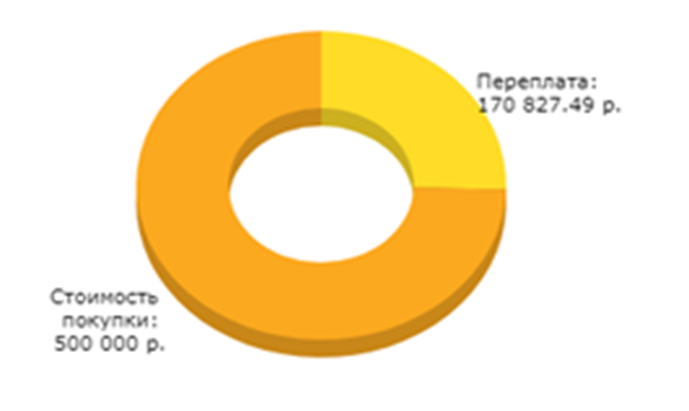 Переплата:
170 827.49 р.
Стоимость
покупки:
500 000 р.